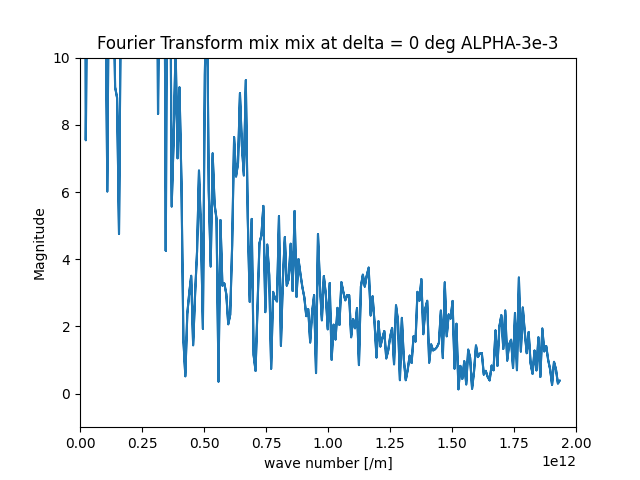 Fourier Transform mix mix at delta = 0 deg ALPHA-3e-3
10
8
6
4
2
0
Magnitude
0.00 0.25 0.50 0.75 1.00 1.25 1.50 1.75 2.00
wave number [/m]
1e12